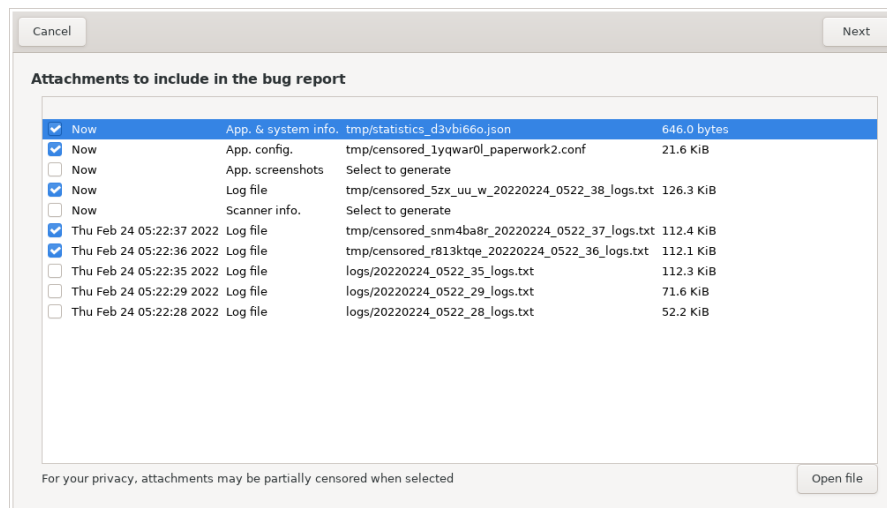 Cancel Next
Attachments to include in the bug report
Now App. & system info. tmp/statistics_d3vbi66o.json 646.0 bytes
Now App. config. tmp/censored_1yqwar0l_paperwork2.conf 21.6 KiB
Now App. screenshots Select to generate
Now Log file tmp/censored_5zx_uu_w_20220224_0522_38_logs.txt 126.3 KiB
Now Scanner info. Select to generate
Thu Feb 24 05:22:37 2022 Log file tmp/censored_snm4ba8r_20220224_0522_37_logs.txt 112.4 KiB
Thu Feb 24 05:22:36 2022 Log file tmp/censored_r813ktqe_20220224_0522_36_logs.txt 112.1 KiB
Thu Feb 24 05:22:35 2022 Log file logs/20220224_0522_35_logs.txt 112.3 KiB
Thu Feb 24 05:22:29 2022 Log file logs/20220224_0522_29_logs.txt 71.6 KiB
Thu Feb 24 05:22:28 2022 Log file logs/20220224_0522_28_logs.txt 52.2 KiB
For your privacy, attachments may be partially censored when selected Open file